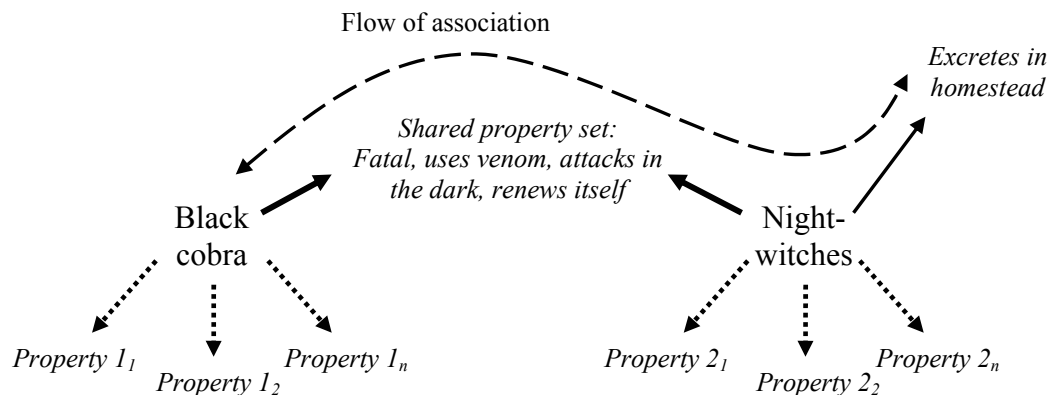 Flow of association
Excretes in
homestead
Shared property set:
Fatal, uses venom, attacks in
the dark, renews itself
Black
cobra
Night-
witches
Property 1₁
Property 1₂
Property 1ₙ
Property 2₁
Property 2₂
Property 2ₙ